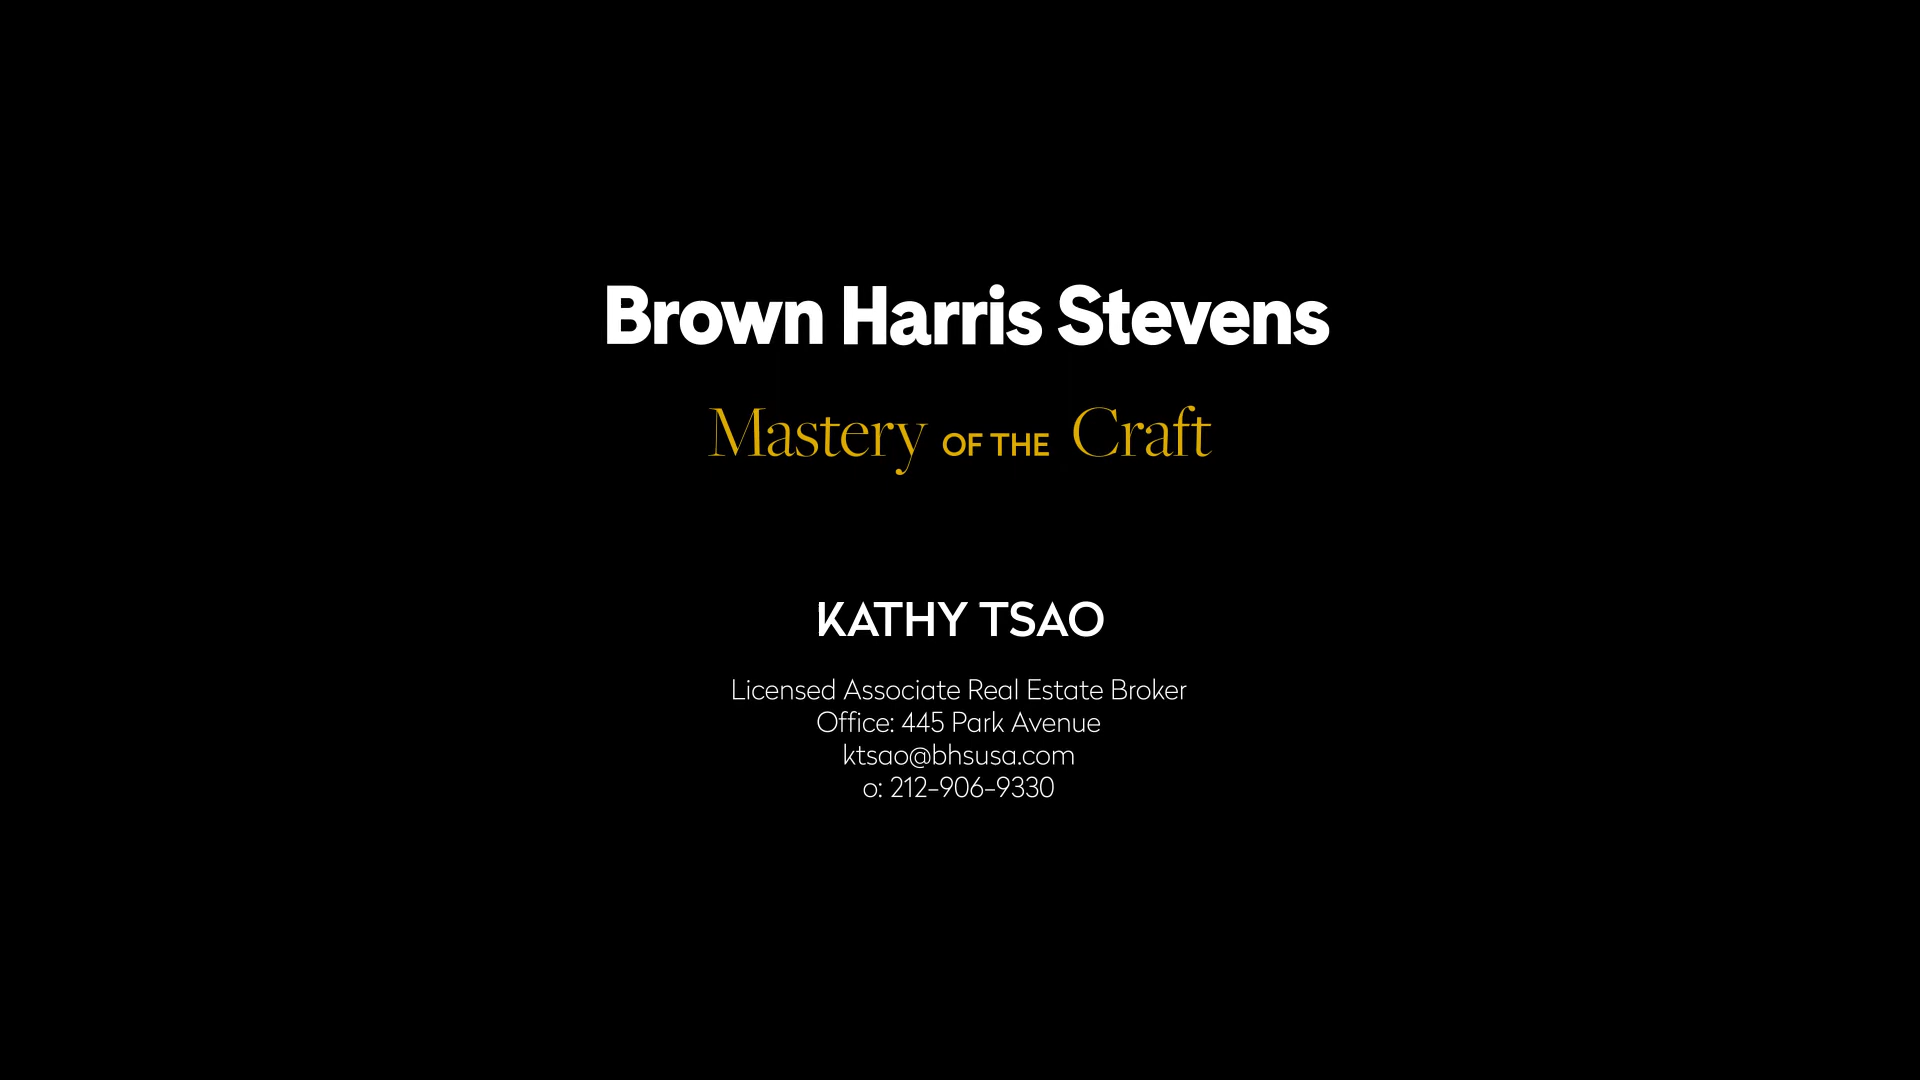 Brown Harris Stevens
Mastery OF THE Craft
KATHY TSAO
Licensed Associate Real Estate Broker
Office: 445 Park Avenue
ktsao@bhsusa.com
o: 212-906-9330